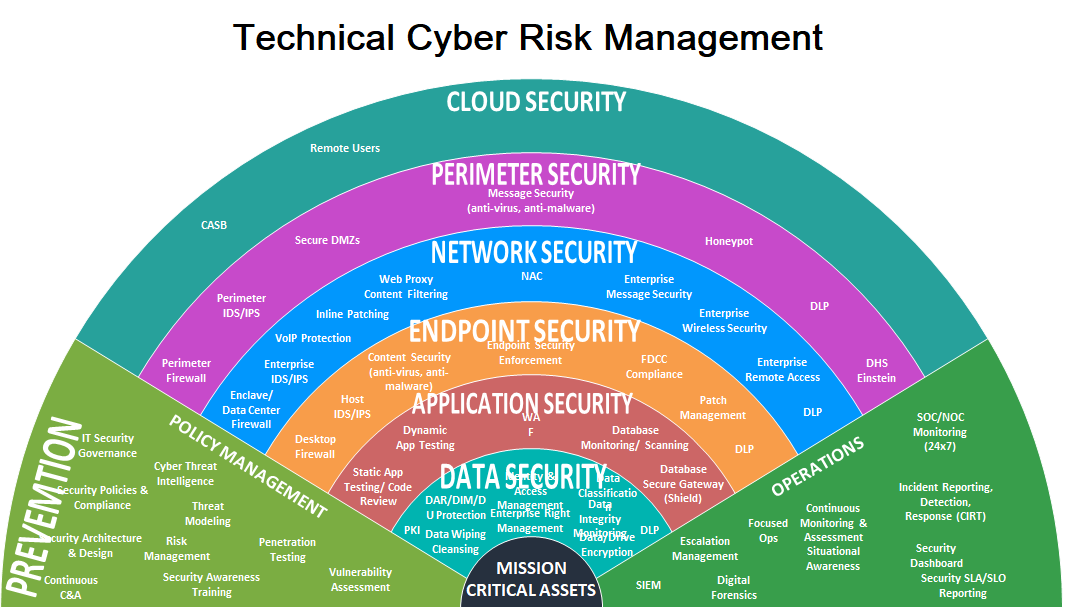 Technical Cyber Risk Management
CLOUD SECURITY
Remote Users
CASB
PERIMETER SECURITY
Message Security
(anti-virus, anti-malware)
Secure DMZs
Honeypot
Perimeter
IDS/IPS
DLP
Perimeter
Firewall
DHS
Einstein
NETWORK SECURITY
NAC
Web Proxy
Content Filtering
Enterprise
Message Security
Inline Patching
Enterprise
Wireless Security
VoIP Protection
Enterprise
IDS/IPS
Enterprise
Remote Access
Enclave/
Data Center
Firewall
DLP
ENDPOINT SECURITY
Endpoint Security
Enforcement
Content Security
(anti-virus, anti-
malware)
FDCC
Compliance
Host
IDS/IPS
Patch
Management
Desktop
Firewall
DLP
APPLICATION SECURITY
WA
F
Dynamic
App Testing
Database
Monitoring/ Scanning
Static App
Testing/ Code
Review
Database
Secure Gateway
(Shield)
DATA SECURITY
Identity &
Access
Management
Data
Classificatio
n
DAR/DIM/D
U Protection
Enterprise Right
Management
Data
Integrity
Monitoring
PKI
Data Wiping
Cleansing
DLP
Data/Drive
Encryption
MISSION
CRITICAL ASSETS
PREVEMTION
POLICY MANAGEMENT
IT Security
Governance
Cyber Threat
Intelligence
Security Policies &
Compliance
Threat
Modeling
Security Architecture
& Design
Risk
Management
Penetration
Testing
Continuous
C&A
Security Awareness
Training
Vulnerability
Assessment
OPERATIONS
SOC/NOC
Monitoring
(24x7)
Incident Reporting,
Detection,
Response (CIRT)
Focused
Ops
Continuous
Monitoring &
Assessment
Situational
Awareness
Escalation
Management
Security
Dashboard
SIEM
Digital
Forensics
Security SLA/SLO
Reporting